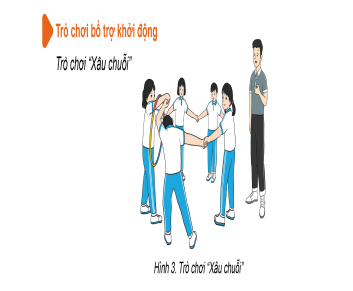 Trò chơi bổ trợ khởi động
Trò chơi “Xâu chuỗi”
Hình 3. Trò chơi “Xâu chuỗi”